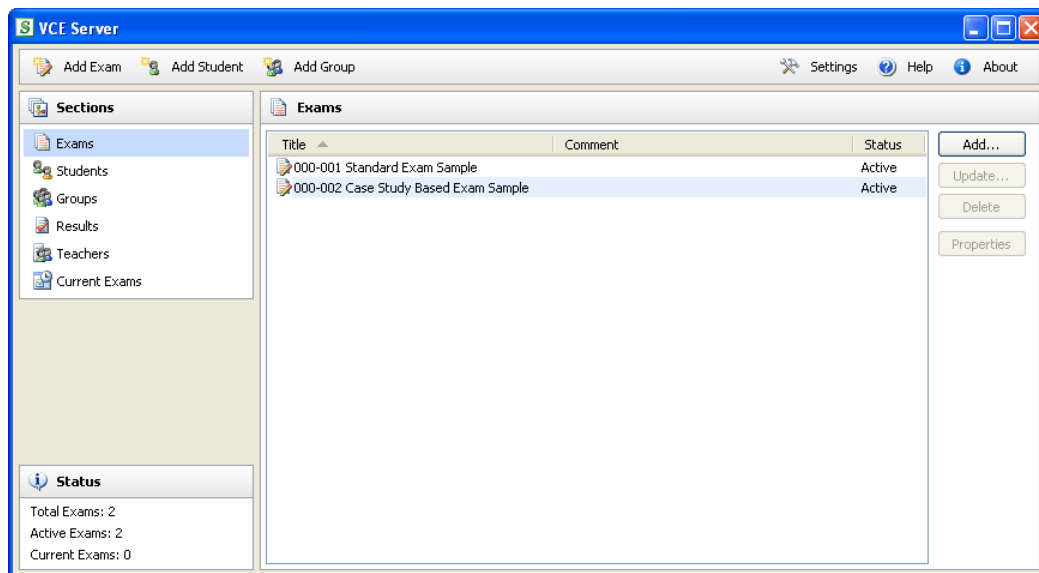 VCE Server
Add Exam Add Student Add Group Settings Help About
Sections
Exams
Students
Groups
Results
Teachers
Current Exams
Status
Total Exams: 2
Active Exams: 2
Current Exams: 0
Exams
Title Comment Status
000-001 Standard Exam Sample Active
000-002 Case Study Based Exam Sample Active
Add...
Update...
Delete
Properties